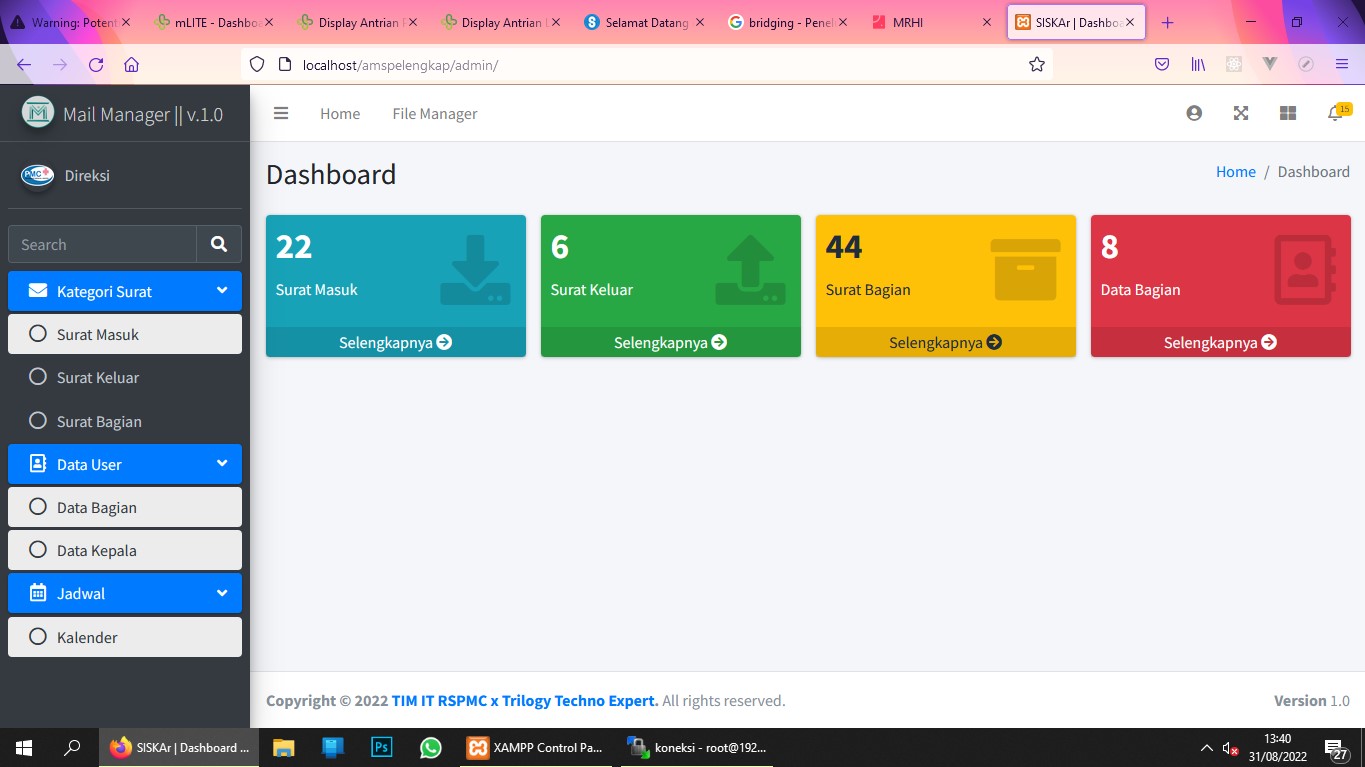 Warning: Potent
mLITE - Dashboa
Display Antrian
Display Antrian
Selamat Datang
bridging - Penel
MRHI
SISKAr | Dashboa
localhost/amspelengkap/admin/
Mail Manager || v.1.0
Home
File Manager
15
PMC
Direksi
Dashboard
Home / Dashboard
Search
Kategori Surat
Surat Masuk
Surat Keluar
Surat Bagian
Data User
Data Bagian
Data Kepala
Jadwal
Kalender
22
Surat Masuk
Selengkapnya
6
Surat Keluar
Selengkapnya
44
Surat Bagian
Selengkapnya
8
Data Bagian
Selengkapnya
Copyright © 2022 TIM IT RSPMC x Trilogy Techno Expert. All rights reserved.
Version 1.0
SISKAr | Dashboard ...
Ps
XAMPP Control Pa...
koneksi - root@192...
13:40
31/08/2022
27